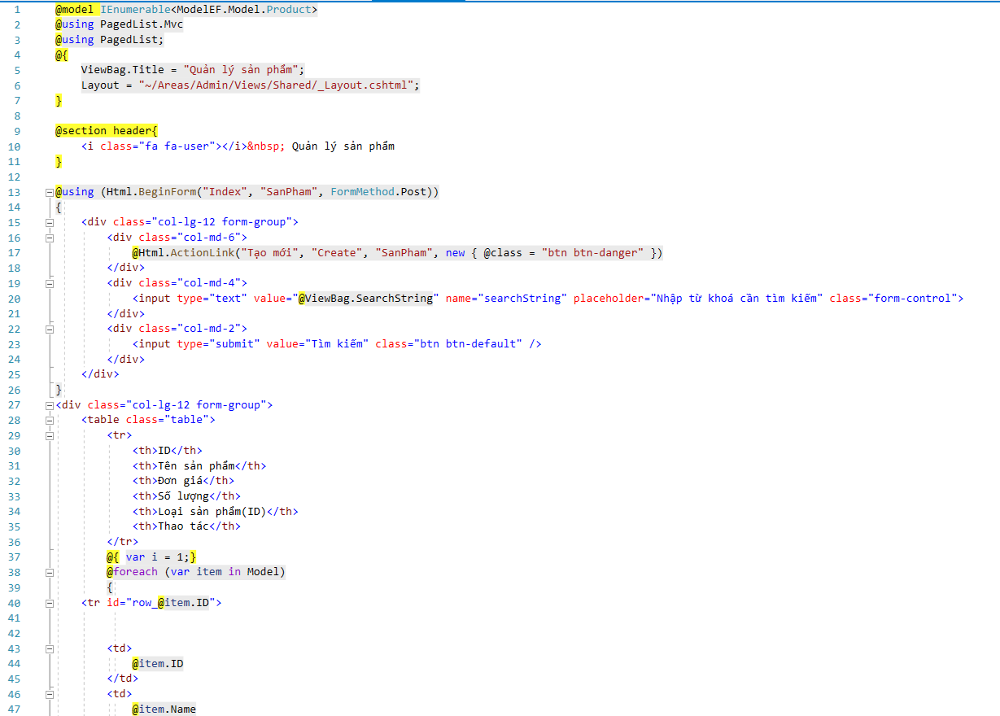 1 @model IEnumerable<ModelEF.Model.Product>
2 @using PagedList.Mvc
3 @using PagedList;
4 @{
5 ViewBag.Title = "Quản lý sản phẩm";
6 Layout = "~/Areas/Admin/Views/Shared/_Layout.cshtml";
7 }
8
9 @section header{
10 <i class="fa fa-user"></i>&nbsp; Quản lý sản phẩm
11 }
12
13 @using (Html.BeginForm("Index", "SanPham", FormMethod.Post))
14 {
15 <div class="col-lg-12 form-group">
16 <div class="col-md-6">
17 @Html.ActionLink("Tạo mới", "Create", "SanPham", new { @class = "btn btn-danger" })
18 </div>
19 <div class="col-md-4">
20 <input type="text" value="@ViewBag.SearchString" name="searchString" placeholder="Nhập từ khoá cần tìm kiếm" class="form-control">
21 </div>
22 <div class="col-md-2">
23 <input type="submit" value="Tìm kiếm" class="btn btn-default" />
24 </div>
25 </div>
26 }
27 <div class="col-lg-12 form-group">
28 <table class="table">
29 <tr>
30 <th>ID</th>
31 <th>Tên sản phẩm</th>
32 <th>Đơn giá</th>
33 <th>Số lượng</th>
34 <th>Loại sản phẩm(ID)</th>
35 <th>Thao tác</th>
36 </tr>
37 @{ var i = 1;}
38 @foreach (var item in Model)
39 {
40 <tr id="row_@item.ID">
41
42
43 <td>
44 @item.ID
45 </td>
46 <td>
47 @item.Name